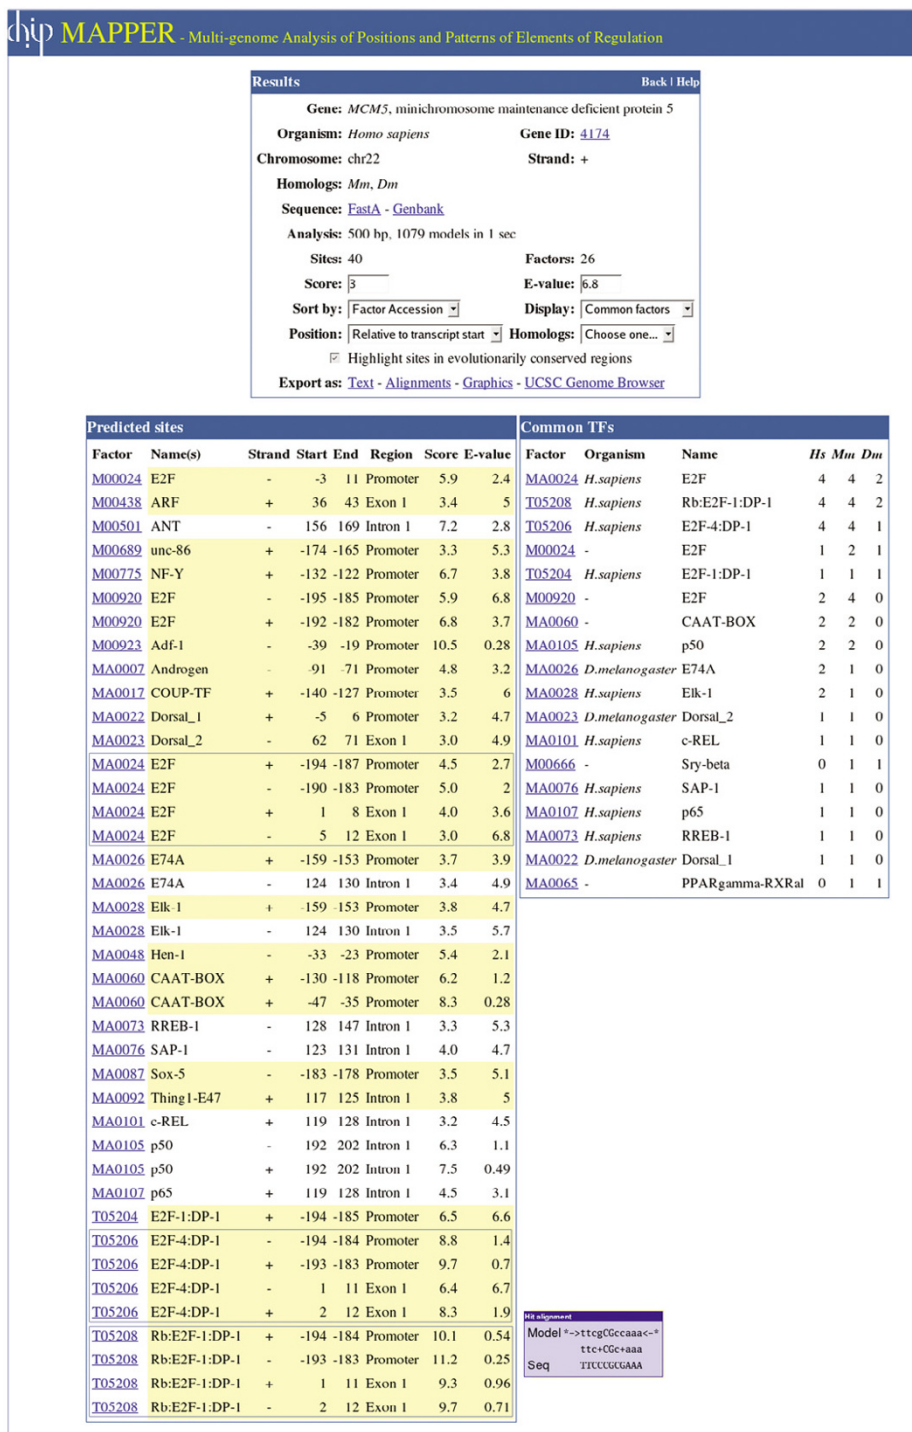 chip MAPPER - Multi-genome Analysis of Positions and Patterns of Elements of Regulation
Results Back | Help
Gene: MCM5, minichromosome maintenance deficient protein 5
Organism: Homo sapiens Gene ID: 4174
Chromosome: chr22 Strand: +
Homologs: Mm, Dm
Sequence: FastA - Genbank
Analysis: 500 bp, 1079 models in 1 sec
Sites: 40 Factors: 26
Score: 3 E-value: 6.8
Sort by: Factor Accession Display: Common factors
Position: Relative to transcript start Homologs: Choose one...
Highlight sites in evolutionarily conserved regions
Export as: Text - Alignments - Graphics - UCSC Genome Browser
Predicted sites
Factor Name(s) Strand Start End Region Score E-value
M00024 E2F - -3 11 Promoter 5.9 2.4
M00438 ARF + 36 43 Exon 1 3.4 5
M00501 ANT - 156 169 Intron 1 7.2 2.8
M00689 unc-86 + -174 -165 Promoter 3.3 5.3
M00775 NF-Y + -132 -122 Promoter 6.7 3.8
M00920 E2F - -195 -185 Promoter 5.9 6.8
M00920 E2F + -192 -182 Promoter 6.8 3.7
M00923 Adf-1 - -39 -19 Promoter 10.5 0.28
MA0007 Androgen - -91 -71 Promoter 4.8 3.2
MA0017 COUP-TF + -140 -127 Promoter 3.5 6
MA0022 Dorsal_1 + -5 6 Promoter 3.2 4.7
MA0023 Dorsal_2 - 62 71 Exon 1 3.0 4.9
MA0024 E2F + -194 -187 Promoter 4.5 2.7
MA0024 E2F - -190 -183 Promoter 5.0 2
MA0024 E2F + 1 8 Exon 1 4.0 3.6
MA0024 E2F - 5 12 Exon 1 3.0 6.8
MA0026 E74A + -159 -153 Promoter 3.7 3.9
MA0026 E74A - 124 130 Intron 1 3.4 4.9
MA0028 Elk-1 + -159 -153 Promoter 3.8 4.7
MA0028 Elk-1 - 124 130 Intron 1 3.5 5.7
MA0048 Hen-1 - -33 -23 Promoter 5.4 2.1
MA0060 CAAT-BOX + -130 -118 Promoter 6.2 1.2
MA0060 CAAT-BOX + -47 -35 Promoter 8.3 0.28
MA0073 RREB-1 - 128 147 Intron 1 3.3 5.3
MA0076 SAP-1 - 123 131 Intron 1 4.0 4.7
MA0087 Sox-5 - -183 -178 Promoter 3.5 5.1
MA0092 Thing1-E47 + 117 125 Intron 1 3.8 5
MA0101 c-REL + 119 128 Intron 1 3.2 4.5
MA0105 p50 - 192 202 Intron 1 6.3 1.1
MA0105 p50 + 192 202 Intron 1 7.5 0.49
MA0107 p65 + 119 128 Intron 1 4.5 3.1
T05204 E2F-1:DP-1 + -194 -185 Promoter 6.5 6.6
T05206 E2F-4:DP-1 - -194 -184 Promoter 8.8 1.4
T05206 E2F-4:DP-1 + -193 -183 Promoter 9.7 0.7
T05206 E2F-4:DP-1 - 1 11 Exon 1 6.4 6.7
T05206 E2F-4:DP-1 + 2 12 Exon 1 8.3 1.9
T05208 Rb:E2F-1:DP-1 + -194 -184 Promoter 10.1 0.54
T05208 Rb:E2F-1:DP-1 - -193 -183 Promoter 11.2 0.25
T05208 Rb:E2F-1:DP-1 + 1 11 Exon 1 9.3 0.96
T05208 Rb:E2F-1:DP-1 - 2 12 Exon 1 9.7 0.71
Common TFs
Factor Organism Name Hs Mm Dm
MA0024 H.sapiens E2F 4 4 2
T05208 H.sapiens Rb:E2F-1:DP-1 4 4 2
T05206 H.sapiens E2F-4:DP-1 4 4 1
M00024 - E2F 1 2 1
T05204 H.sapiens E2F-1:DP-1 1 1 1
M00920 - E2F 2 4 0
MA0060 - CAAT-BOX 2 2 0
MA0105 H.sapiens p50 2 2 0
MA0026 D.melanogaster E74A 2 1 0
MA0028 H.sapiens Elk-1 2 1 0
MA0023 D.melanogaster Dorsal_2 1 1 0
MA0101 H.sapiens c-REL 1 1 0
M00666 - Sry-beta 0 1 1
MA0076 H.sapiens SAP-1 1 1 0
MA0107 H.sapiens p65 1 1 0
MA0073 H.sapiens RREB-1 1 1 0
MA0022 D.melanogaster Dorsal_1 1 1 0
MA0065 - PPARgamma-RXRal 0 1 1
Hit alignment
Model *->ttcgCGccaaa<-*
ttc+CGc+aaa
Seq TTCCCGCGAAA